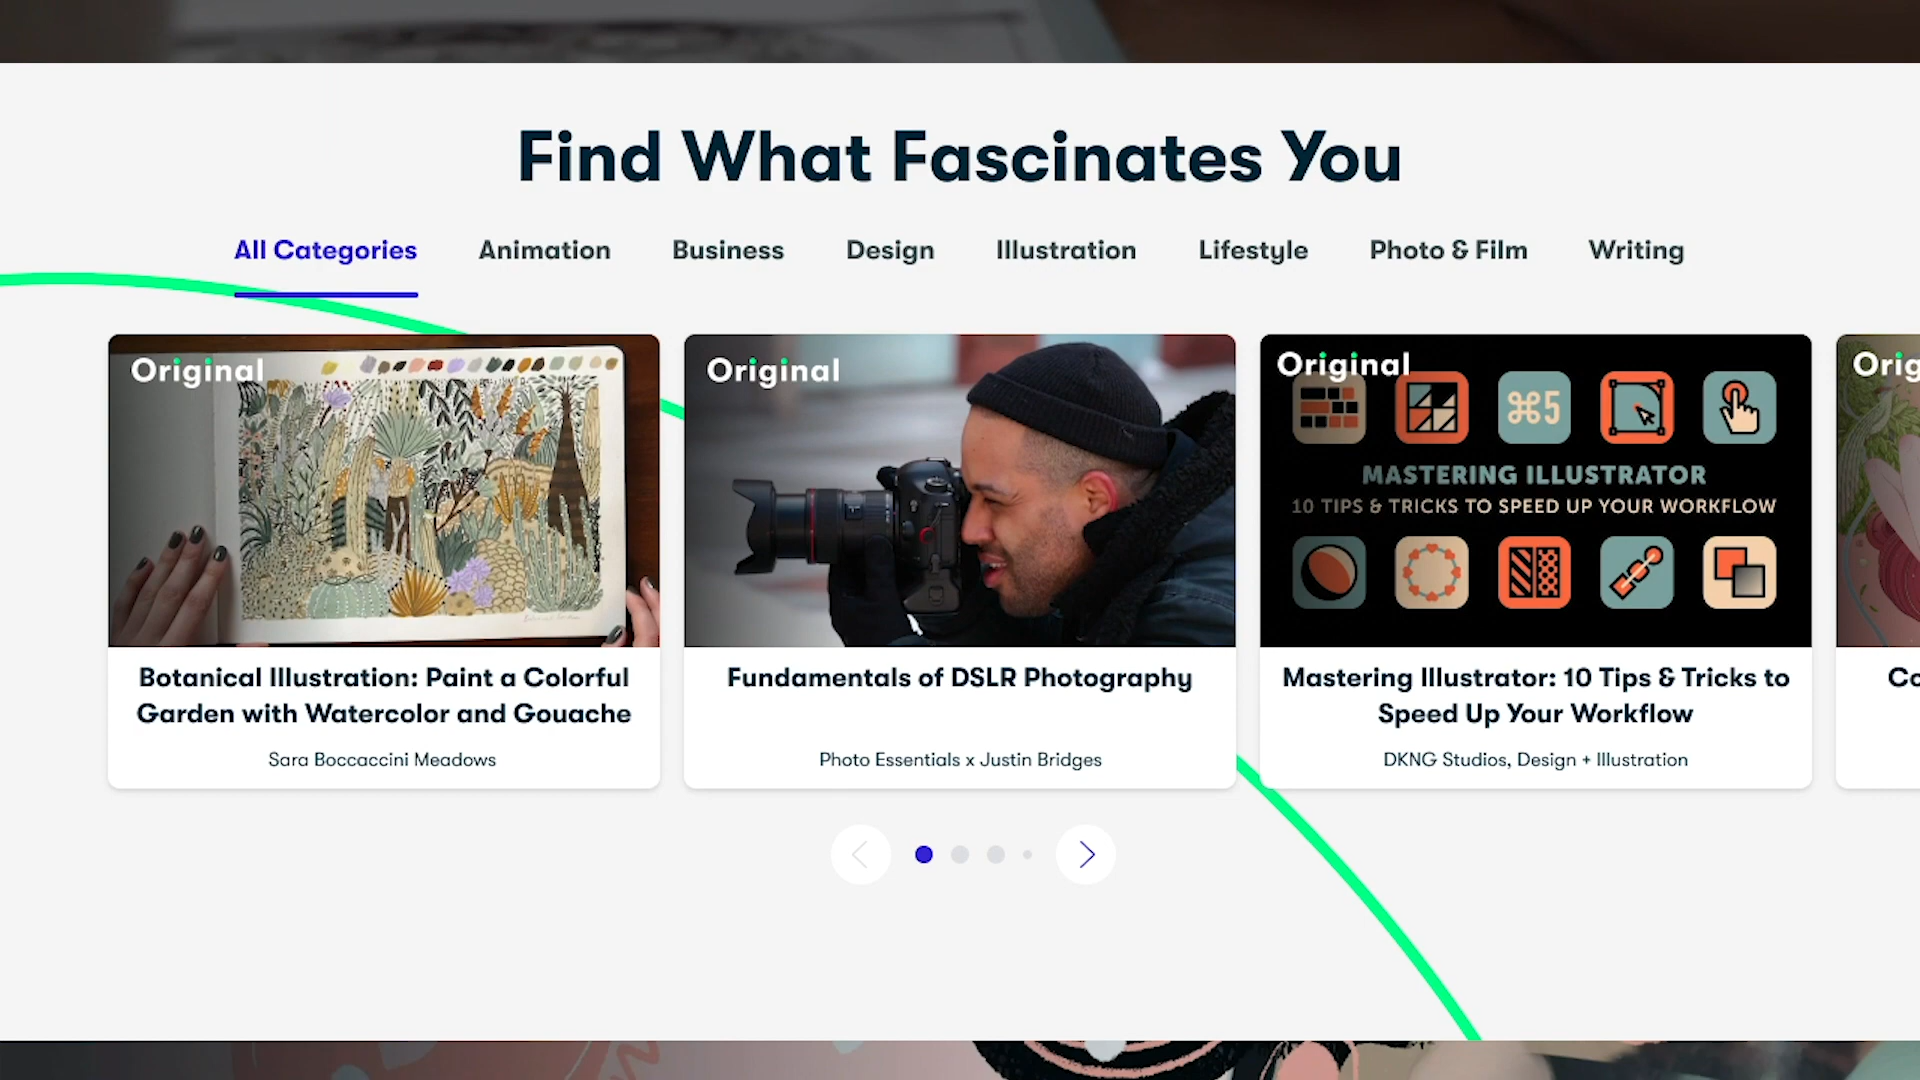 Find What Fascinates You
All Categories Animation Business Design Illustration Lifestyle Photo & Film Writing
Original
Original
Original
⌘5
MASTERING ILLUSTRATOR
10 TIPS & TRICKS TO SPEED UP YOUR WORKFLOW
Botanical Illustration: Paint a Colorful
Garden with Watercolor and Gouache
Sara Boccaccini Meadows
Fundamentals of DSLR Photography
Photo Essentials x Justin Bridges
Mastering Illustrator: 10 Tips & Tricks to
Speed Up Your Workflow
DKNG Studios, Design + Illustration